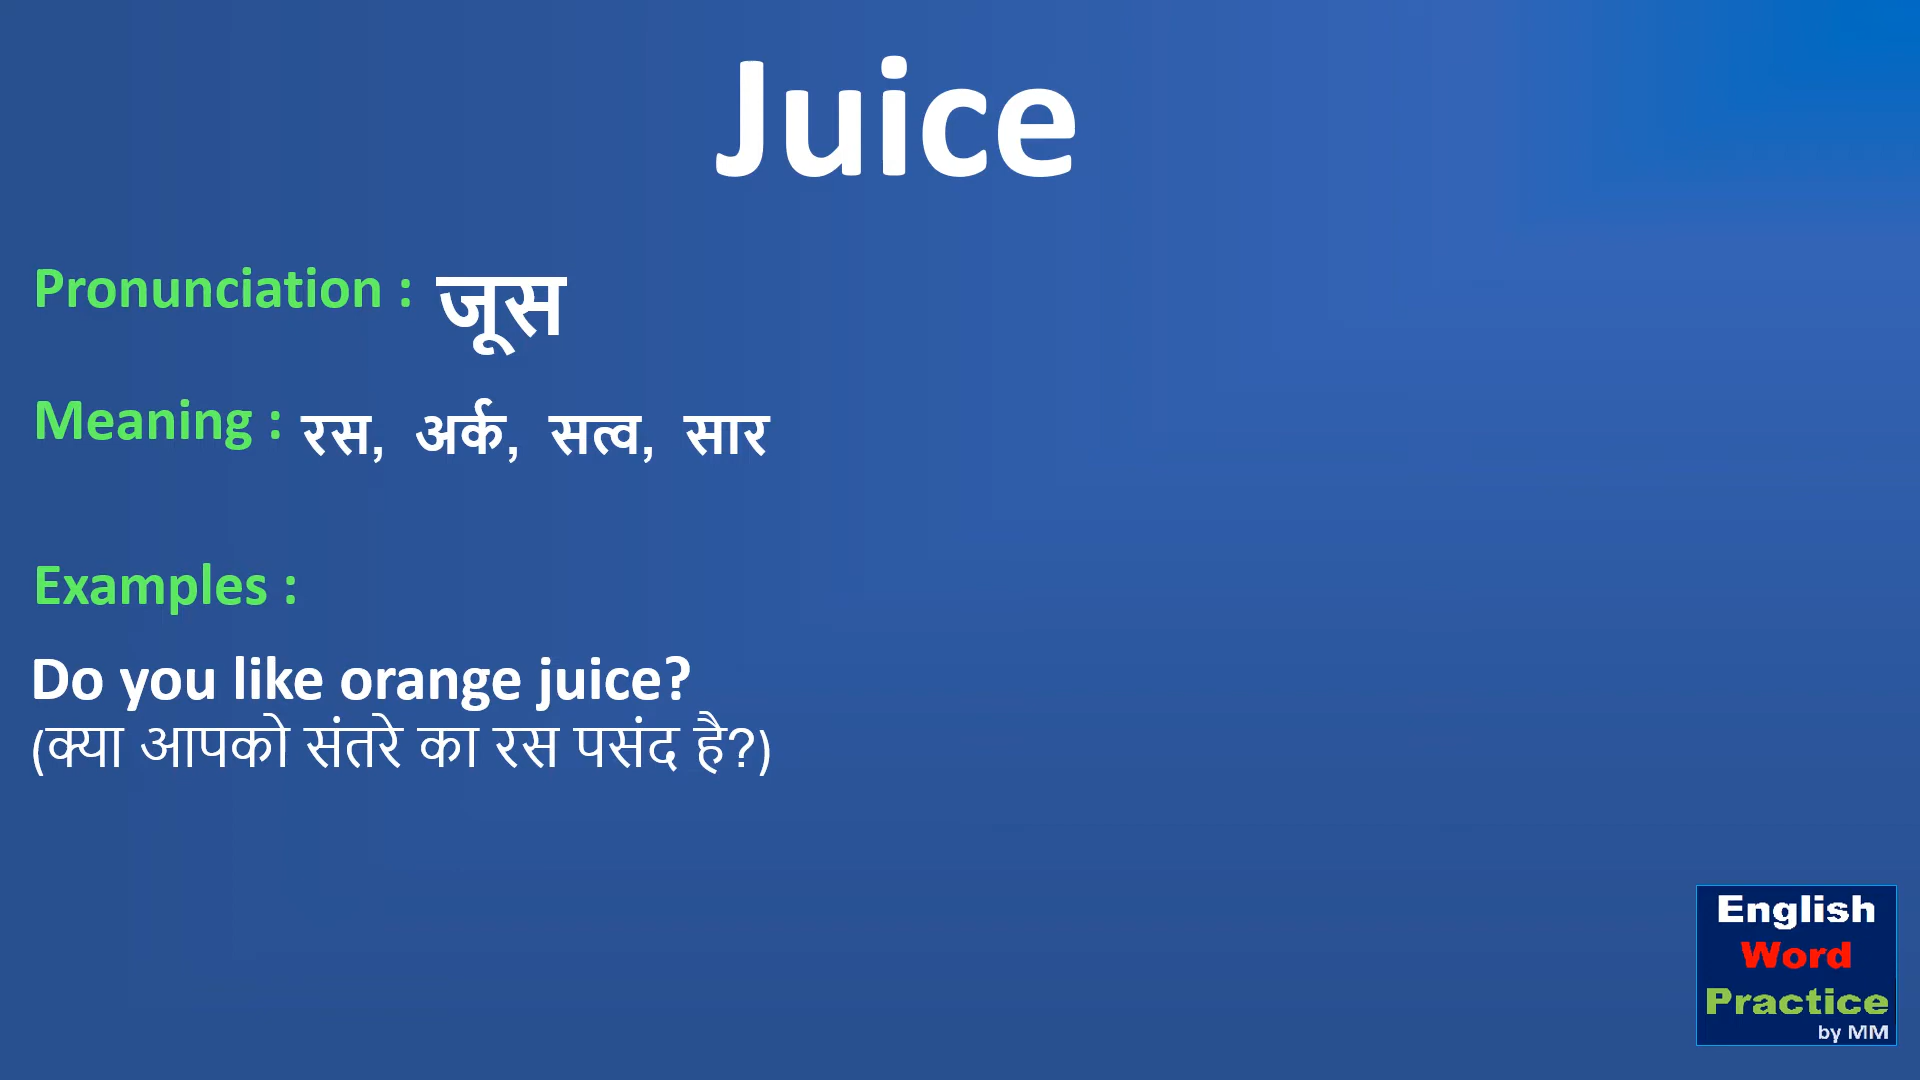 Juice
Pronunciation : जूस
Meaning : रस, अर्क, सत्व, सार
Examples :
Do you like orange juice?
(क्या आपको संतरे का रस पसंद है?)
English
Word
Practice
by MM